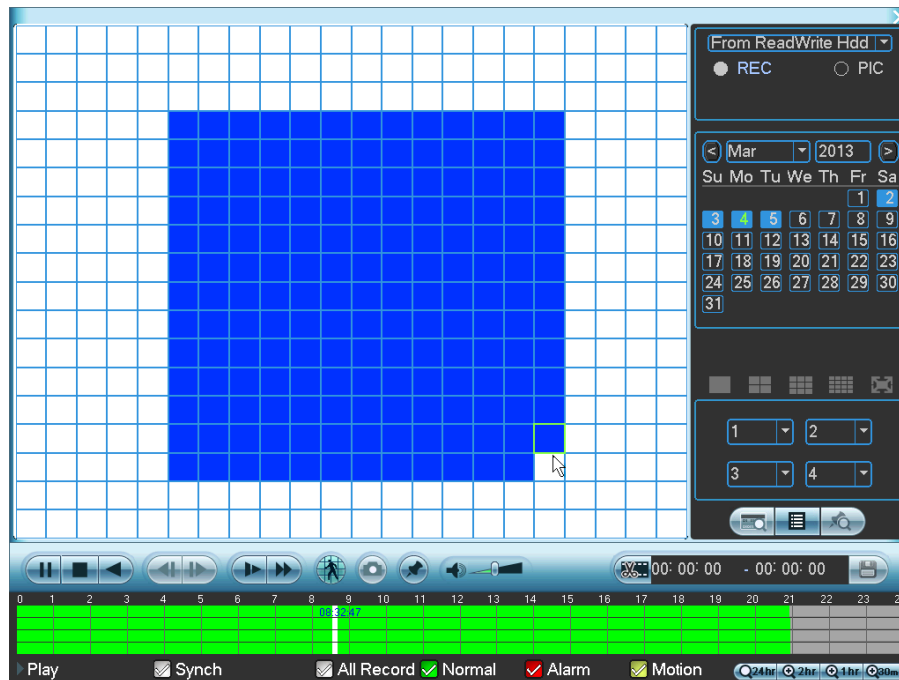 From ReadWrite Hdd
REC PIC
< Mar 2013 >
Su Mo Tu We Th Fr Sa
1 2
3 4 5 6 7 8 9
10 11 12 13 14 15 16
17 18 19 20 21 22 23
24 25 26 27 28 29 30
31
1 2
3 4
00: 00: 00 - 00: 00: 00
0 1 2 3 4 5 6 7 8 9 10 11 12 13 14 15 16 17 18 19 20 21 22 23 2
08:32:47
Play Synch All Record Normal Alarm Motion 24hr 2hr 1hr 30m